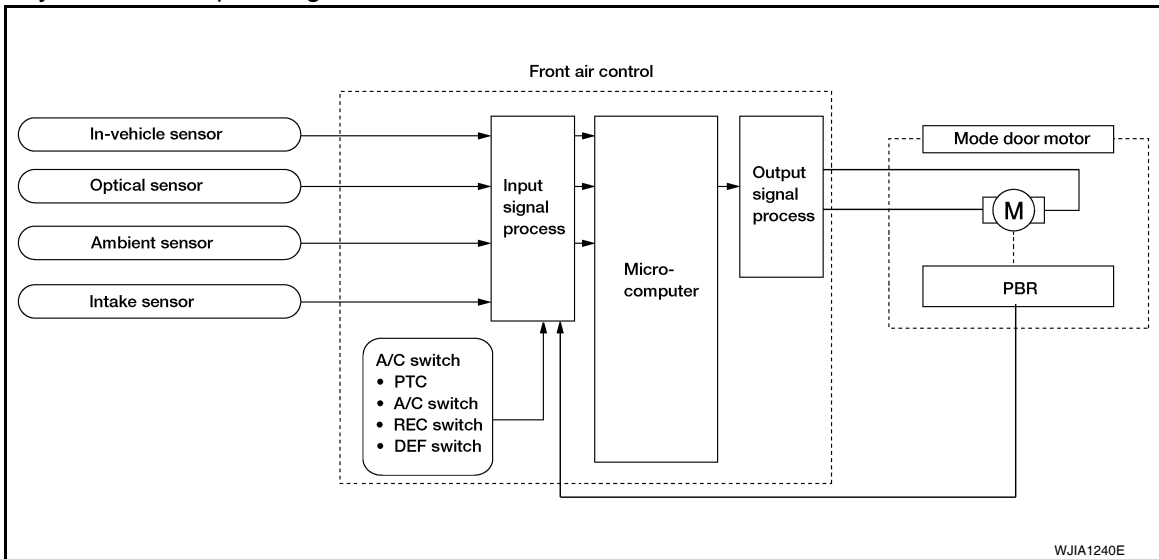 Front air control
In-vehicle sensor
Optical sensor
Ambient sensor
Intake sensor
Input
signal
process
A/C switch
• PTC
• A/C switch
• REC switch
• DEF switch
Micro-
computer
Output
signal
process
Mode door motor
M
PBR
WJIA1240E